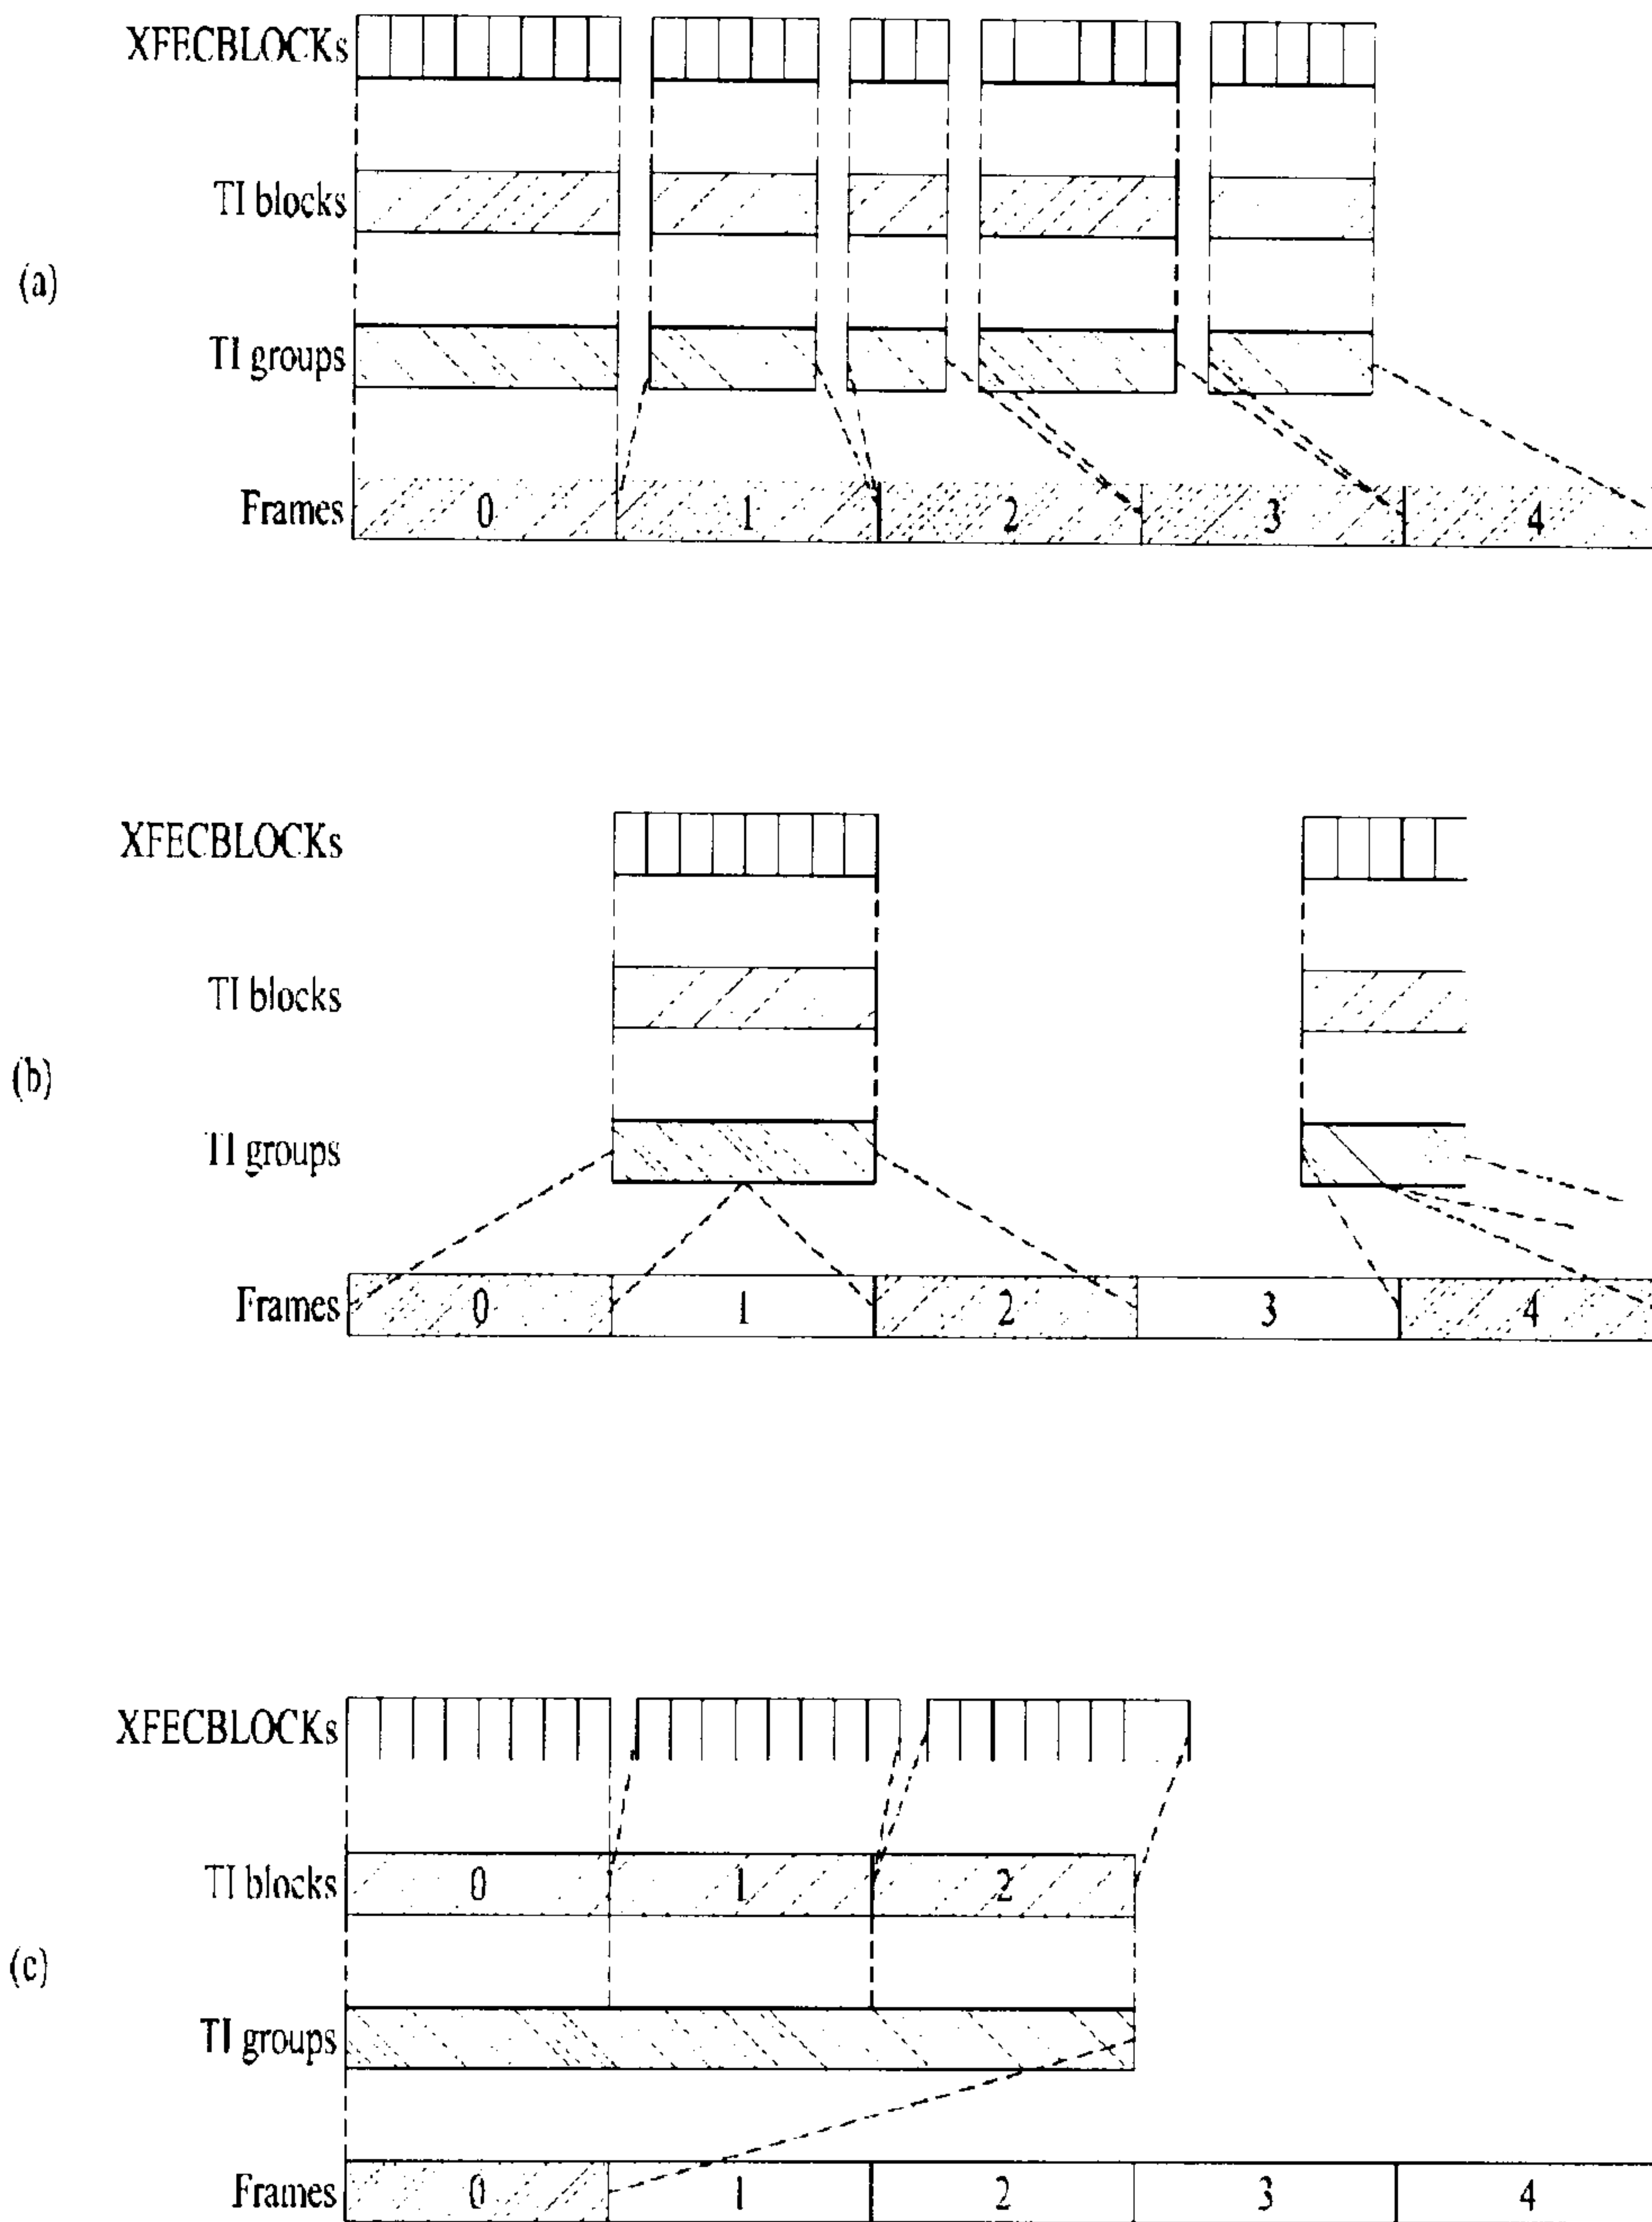 XFECBLOCKs
TI blocks
(a)
TI groups
Frames 0 1 2 3 4
XFECBLOCKs
TI blocks
(b)
TI groups
Frames 0 1 2 3 4
XFECBLOCKs
TI blocks 0 1 2
(c)
TI groups
Frames 0 1 2 3 4